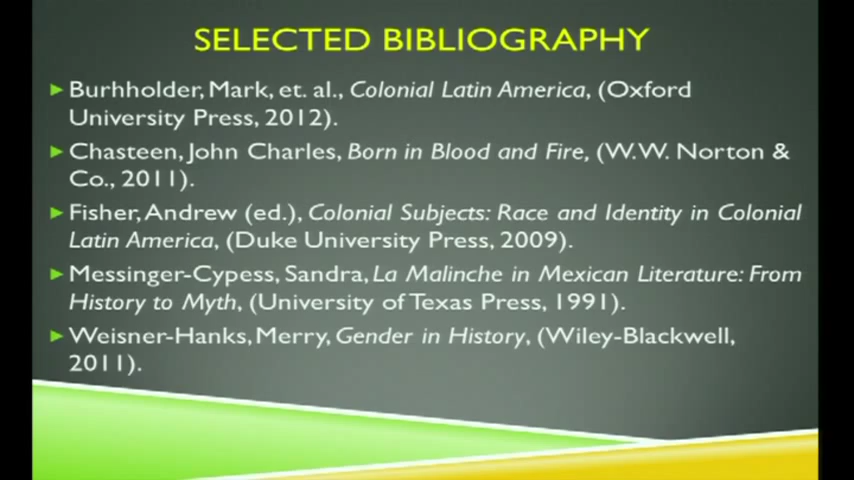 SELECTED BIBLIOGRAPHY
Burhholder, Mark, et. al., Colonial Latin America, (Oxford
University Press, 2012).
Chasteen, John Charles, Born in Blood and Fire, (W.W. Norton &
Co., 2011).
Fisher, Andrew (ed.), Colonial Subjects: Race and Identity in Colonial
Latin America, (Duke University Press, 2009).
Messinger-Cypess, Sandra, La Malinche in Mexican Literature: From
History to Myth, (University of Texas Press, 1991).
Weisner-Hanks, Merry, Gender in History, (Wiley-Blackwell,
2011).